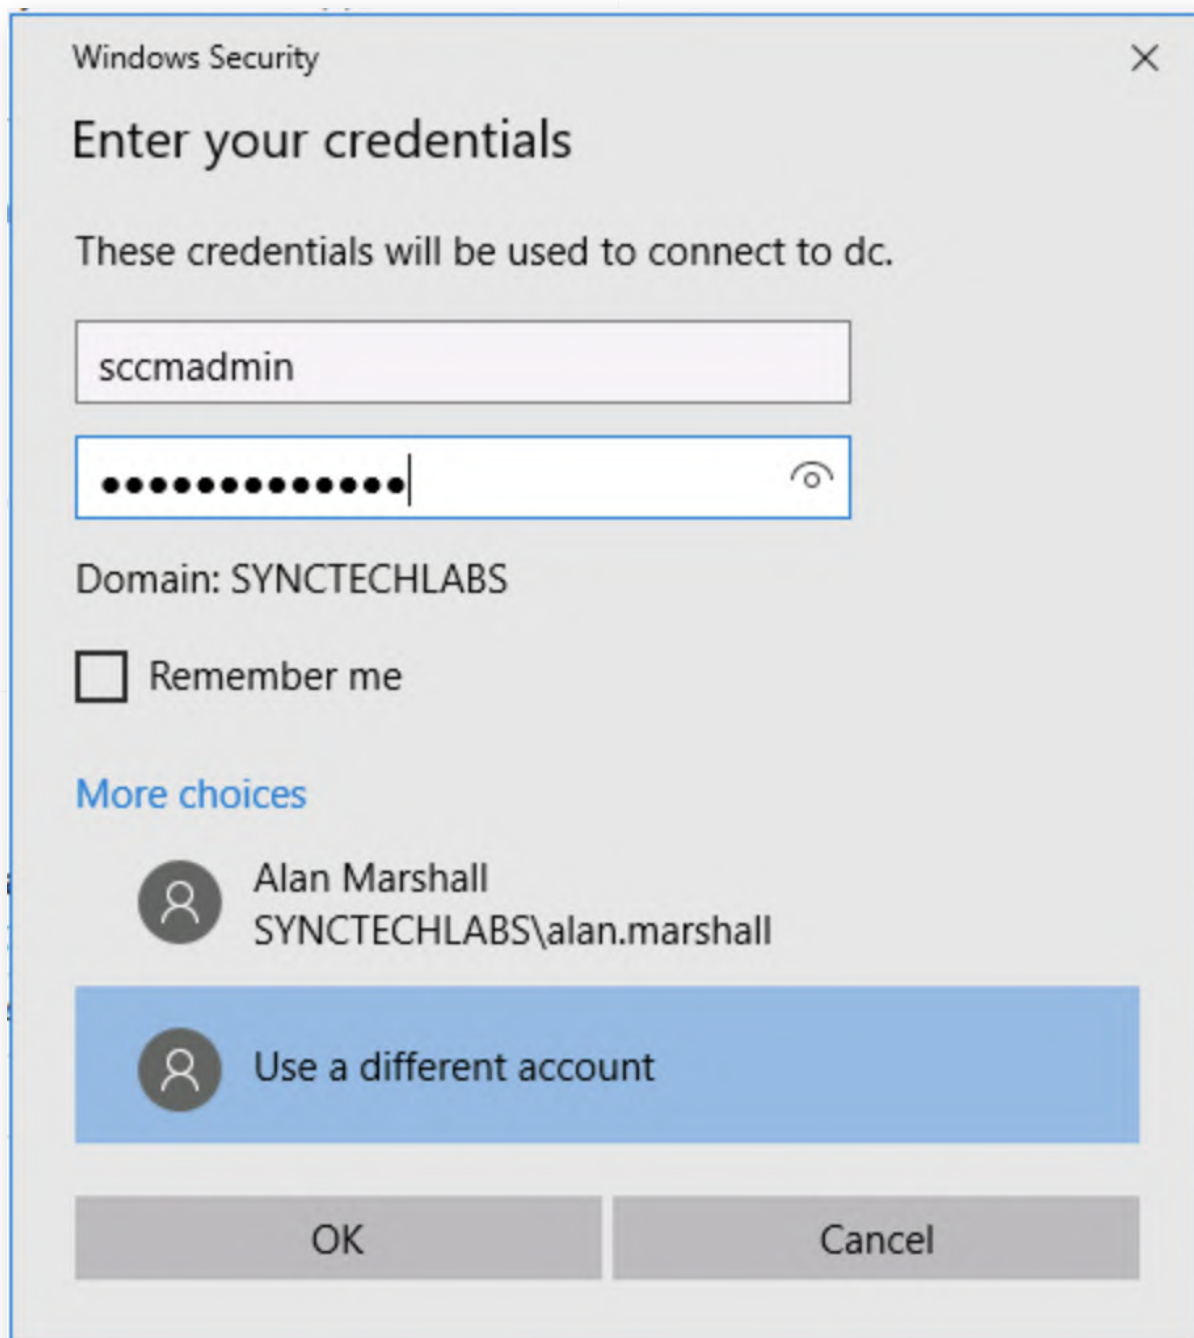 Windows Security
Enter your credentials
These credentials will be used to connect to dc.
sccmadmin
●●●●●●●●●●●●●
Domain: SYNCTECHLABS
Remember me
More choices
Alan Marshall
SYNCTECHLABS\alan.marshall
Use a different account
OK Cancel